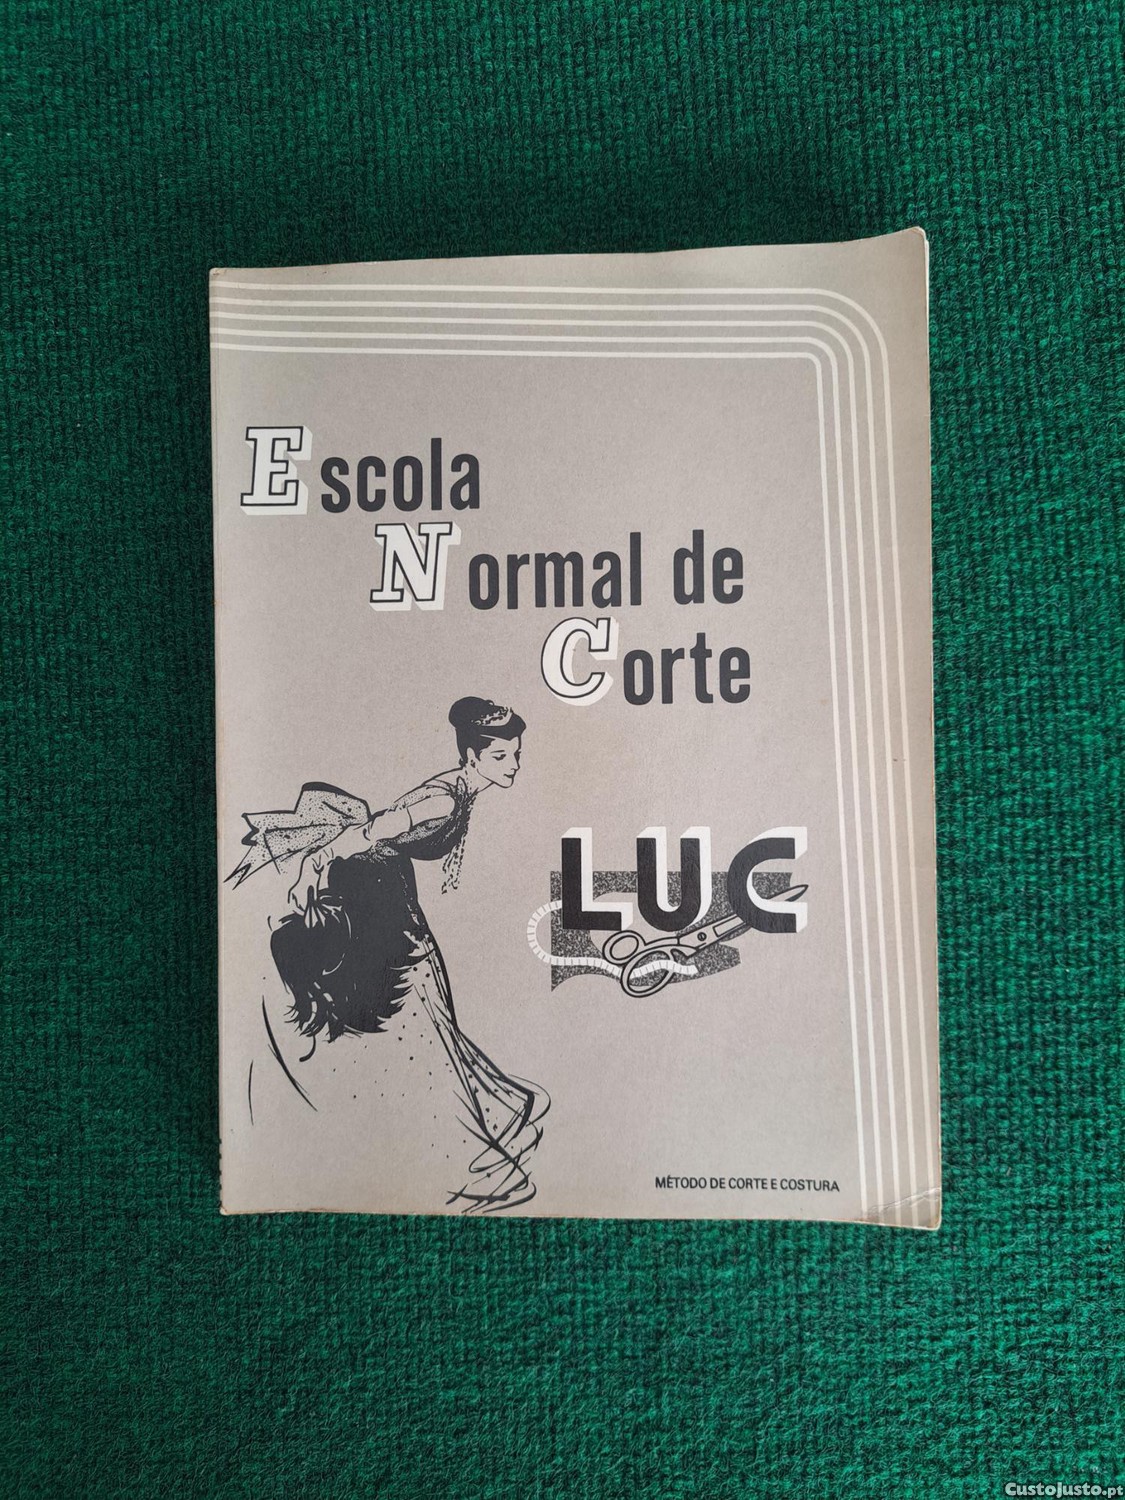 Escola
Normal de
Corte
LUC
MÉTODO DE CORTE E COSTURA
CustoJusto.pt